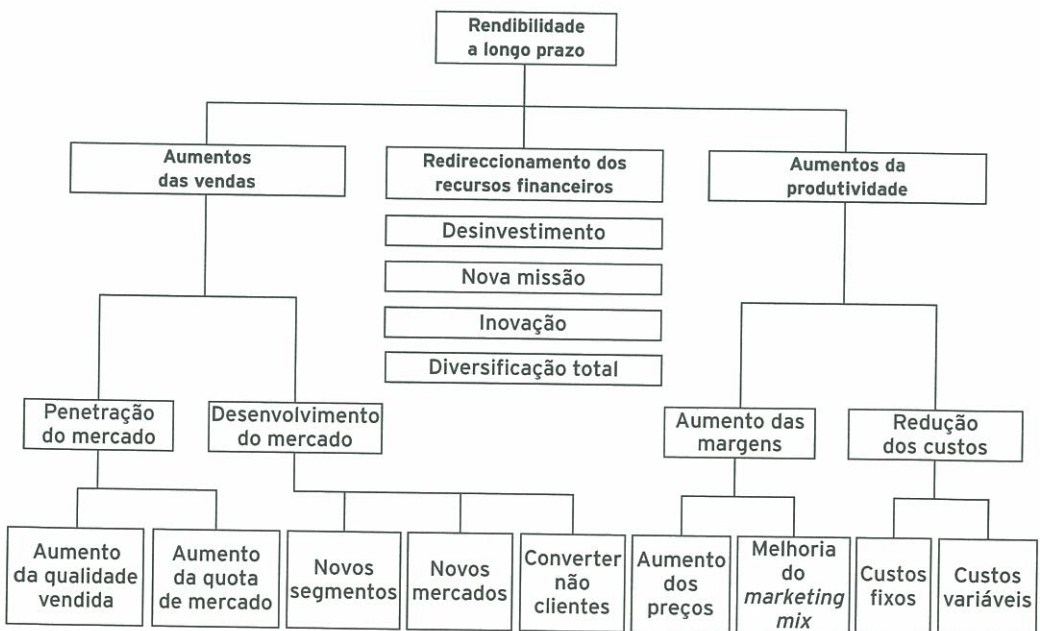 Rendibilidade
a longo prazo
Aumentos
das vendas
Redireccionamento dos
recursos financeiros
Aumentos da
produtividade
Desinvestimento
Nova missão
Inovação
Diversificação total
Penetração
do mercado
Desenvolvimento
do mercado
Aumento das
margens
Redução
dos custos
Aumento
da qualidade
vendida
Aumento
da quota
de mercado
Novos
segmentos
Novos
mercados
Converter
não
clientes
Aumento
dos
preços
Melhoria
do
marketing
mix
Custos
fixos
Custos
variáveis